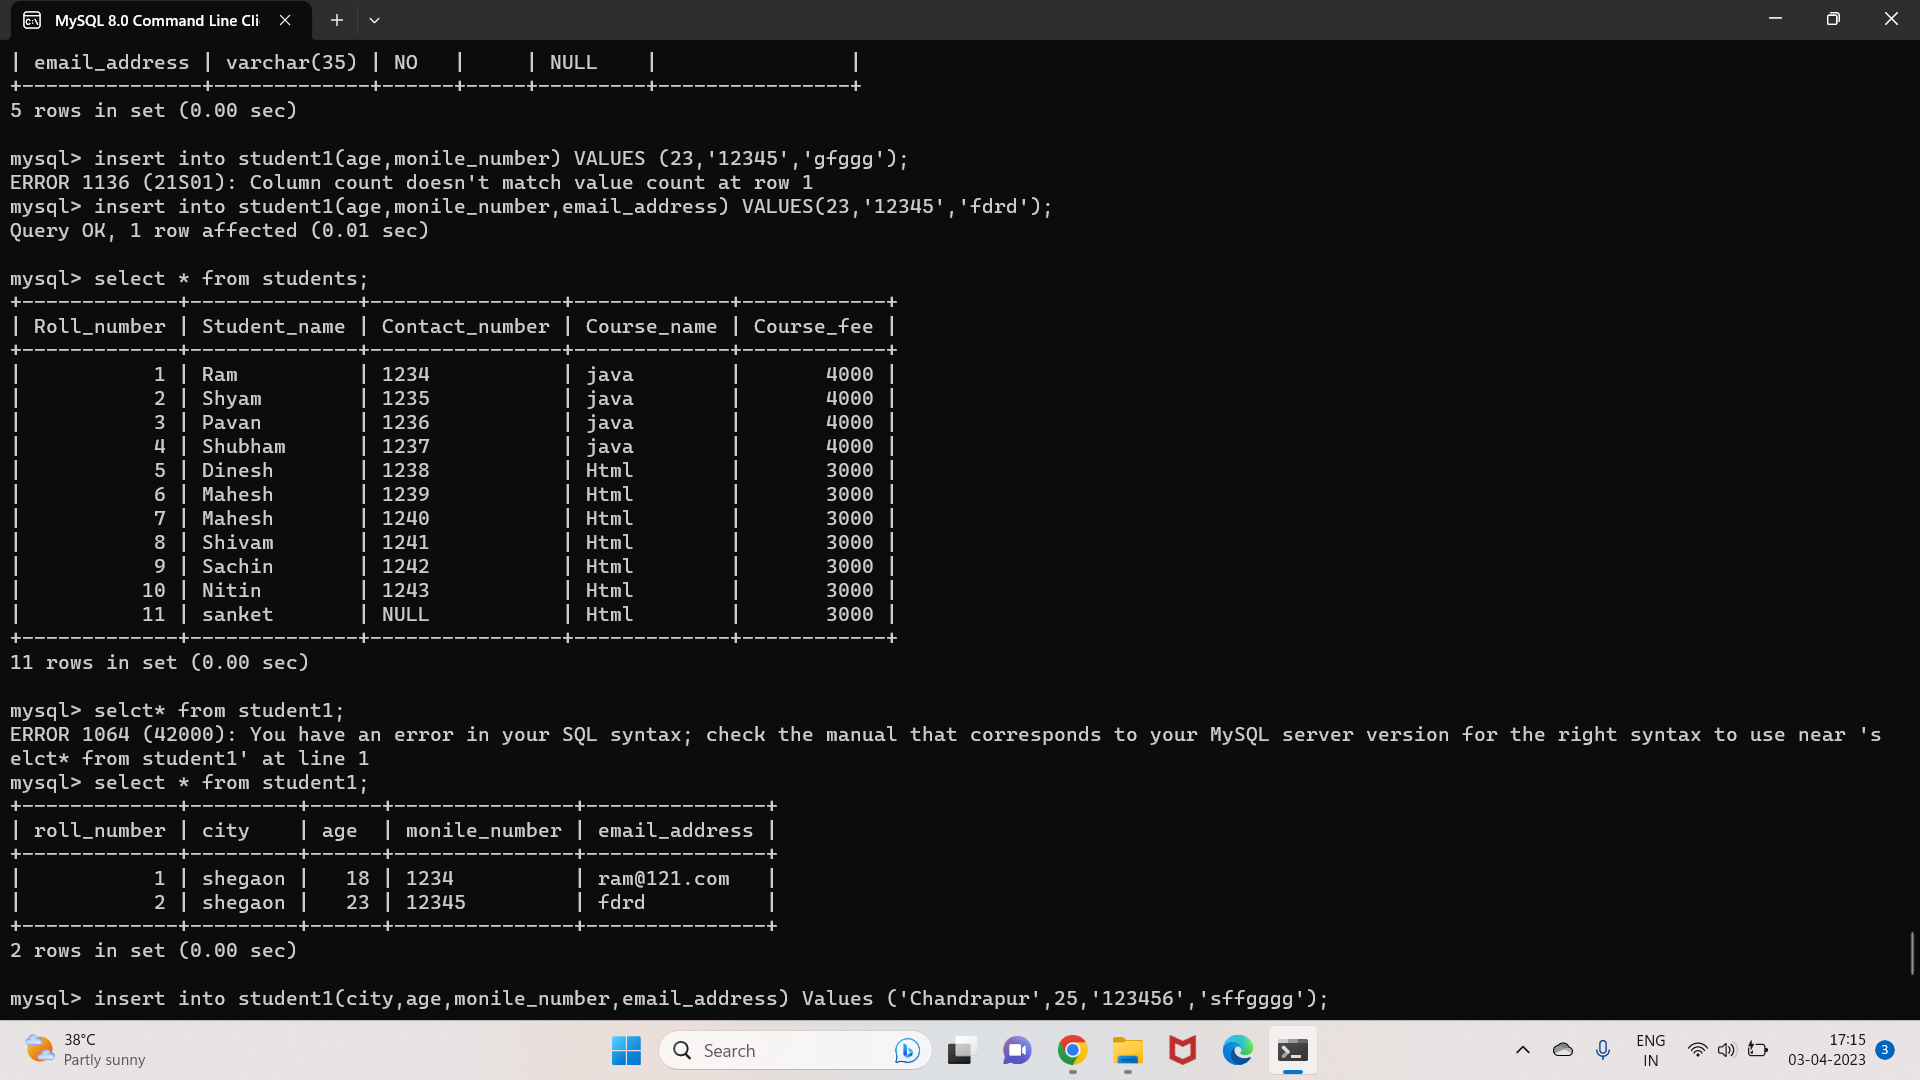 MySQL 8.0 Command Line Cli
| email_address | varchar(35) | NO   |     | NULL    |                |
+---------------+-------------+------+-----+---------+----------------+
5 rows in set (0.00 sec)
mysql> insert into student1(age,monile_number) VALUES (23,'12345','gfggg');
ERROR 1136 (21S01): Column count doesn't match value count at row 1
mysql> insert into student1(age,monile_number,email_address) VALUES(23,'12345','fdrd');
Query OK, 1 row affected (0.01 sec)
mysql> select * from students;
+-------------+--------------+----------------+-------------+------------+
| Roll_number | Student_name | Contact_number | Course_name | Course_fee |
+-------------+--------------+----------------+-------------+------------+
|           1 | Ram          | 1234           | java        |       4000 |
|           2 | Shyam        | 1235           | java        |       4000 |
|           3 | Pavan        | 1236           | java        |       4000 |
|           4 | Shubham      | 1237           | java        |       4000 |
|           5 | Dinesh       | 1238           | Html        |       3000 |
|           6 | Mahesh       | 1239           | Html        |       3000 |
|           7 | Mahesh       | 1240           | Html        |       3000 |
|           8 | Shivam       | 1241           | Html        |       3000 |
|           9 | Sachin       | 1242           | Html        |       3000 |
|          10 | Nitin        | 1243           | Html        |       3000 |
|          11 | sanket       | NULL           | Html        |       3000 |
+-------------+--------------+----------------+-------------+------------+
11 rows in set (0.00 sec)
mysql> selct* from student1;
ERROR 1064 (42000): You have an error in your SQL syntax; check the manual that corresponds to your MySQL server version for the right syntax to use near 's
elct* from student1' at line 1
mysql> select * from student1;
+-------------+---------+------+---------------+---------------+
| roll_number | city    | age  | monile_number | email_address |
+-------------+---------+------+---------------+---------------+
|           1 | shegaon |   18 | 1234          | ram@121.com   |
|           2 | shegaon |   23 | 12345         | fdrd          |
+-------------+---------+------+---------------+---------------+
2 rows in set (0.00 sec)
mysql> insert into student1(city,age,monile_number,email_address) Values ('Chandrapur',25,'123456','sffgggg');
38°C
Partly sunny
Search
ENG
IN
17:15
03-04-2023
3